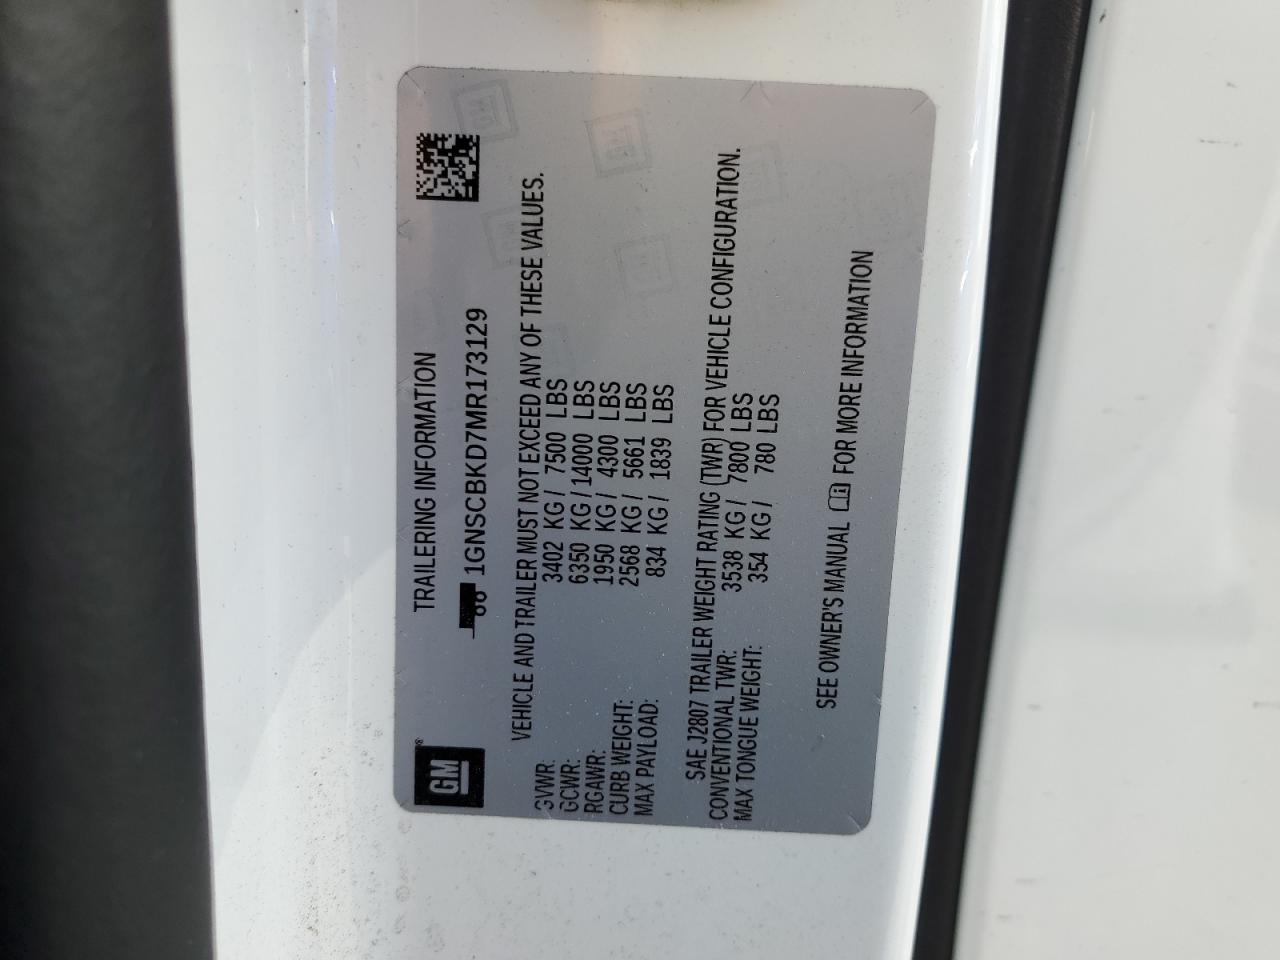 GM
TRAILERING INFORMATION
1GNSCBKD7MR173129
VEHICLE AND TRAILER MUST NOT EXCEED ANY OF THESE VALUES.
GVWR: 3402 KG / 7500 LBS
GCWR: 6350 KG / 14000 LBS
RGAWR: 1950 KG / 4300 LBS
CURB WEIGHT: 2568 KG / 5661 LBS
MAX PAYLOAD: 834 KG / 1839 LBS
SAE J2807 TRAILER WEIGHT RATING (TWR) FOR VEHICLE CONFIGURATION.
CONVENTIONAL TWR: 3538 KG / 7800 LBS
MAX TONGUE WEIGHT: 354 KG / 780 LBS
SEE OWNER'S MANUAL FOR MORE INFORMATION